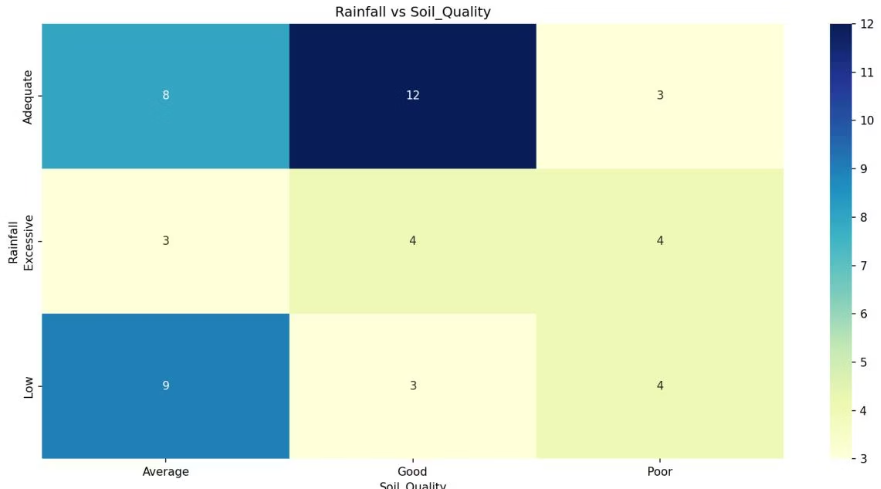 Rainfall vs Soil_Quality
12
11
10
9
8
7
6
5
4
3
Rainfall
Adequate
8 12 3
Excessive
3 4 4
Low
9 3 4
Average Good Poor
Soil_Quality